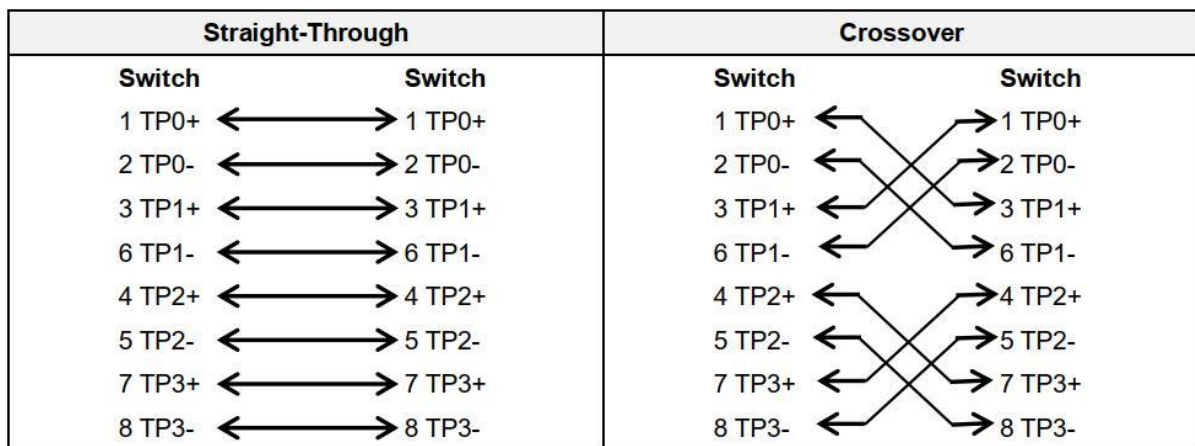 Straight-Through Crossover
Switch Switch Switch Switch
1 TP0+ 1 TP0+ 1 TP0+ 1 TP0+
2 TP0- 2 TP0- 2 TP0- 2 TP0-
3 TP1+ 3 TP1+ 3 TP1+ 3 TP1+
6 TP1- 6 TP1- 6 TP1- 6 TP1-
4 TP2+ 4 TP2+ 4 TP2+ 4 TP2+
5 TP2- 5 TP2- 5 TP2- 5 TP2-
7 TP3+ 7 TP3+ 7 TP3+ 7 TP3+
8 TP3- 8 TP3- 8 TP3- 8 TP3-